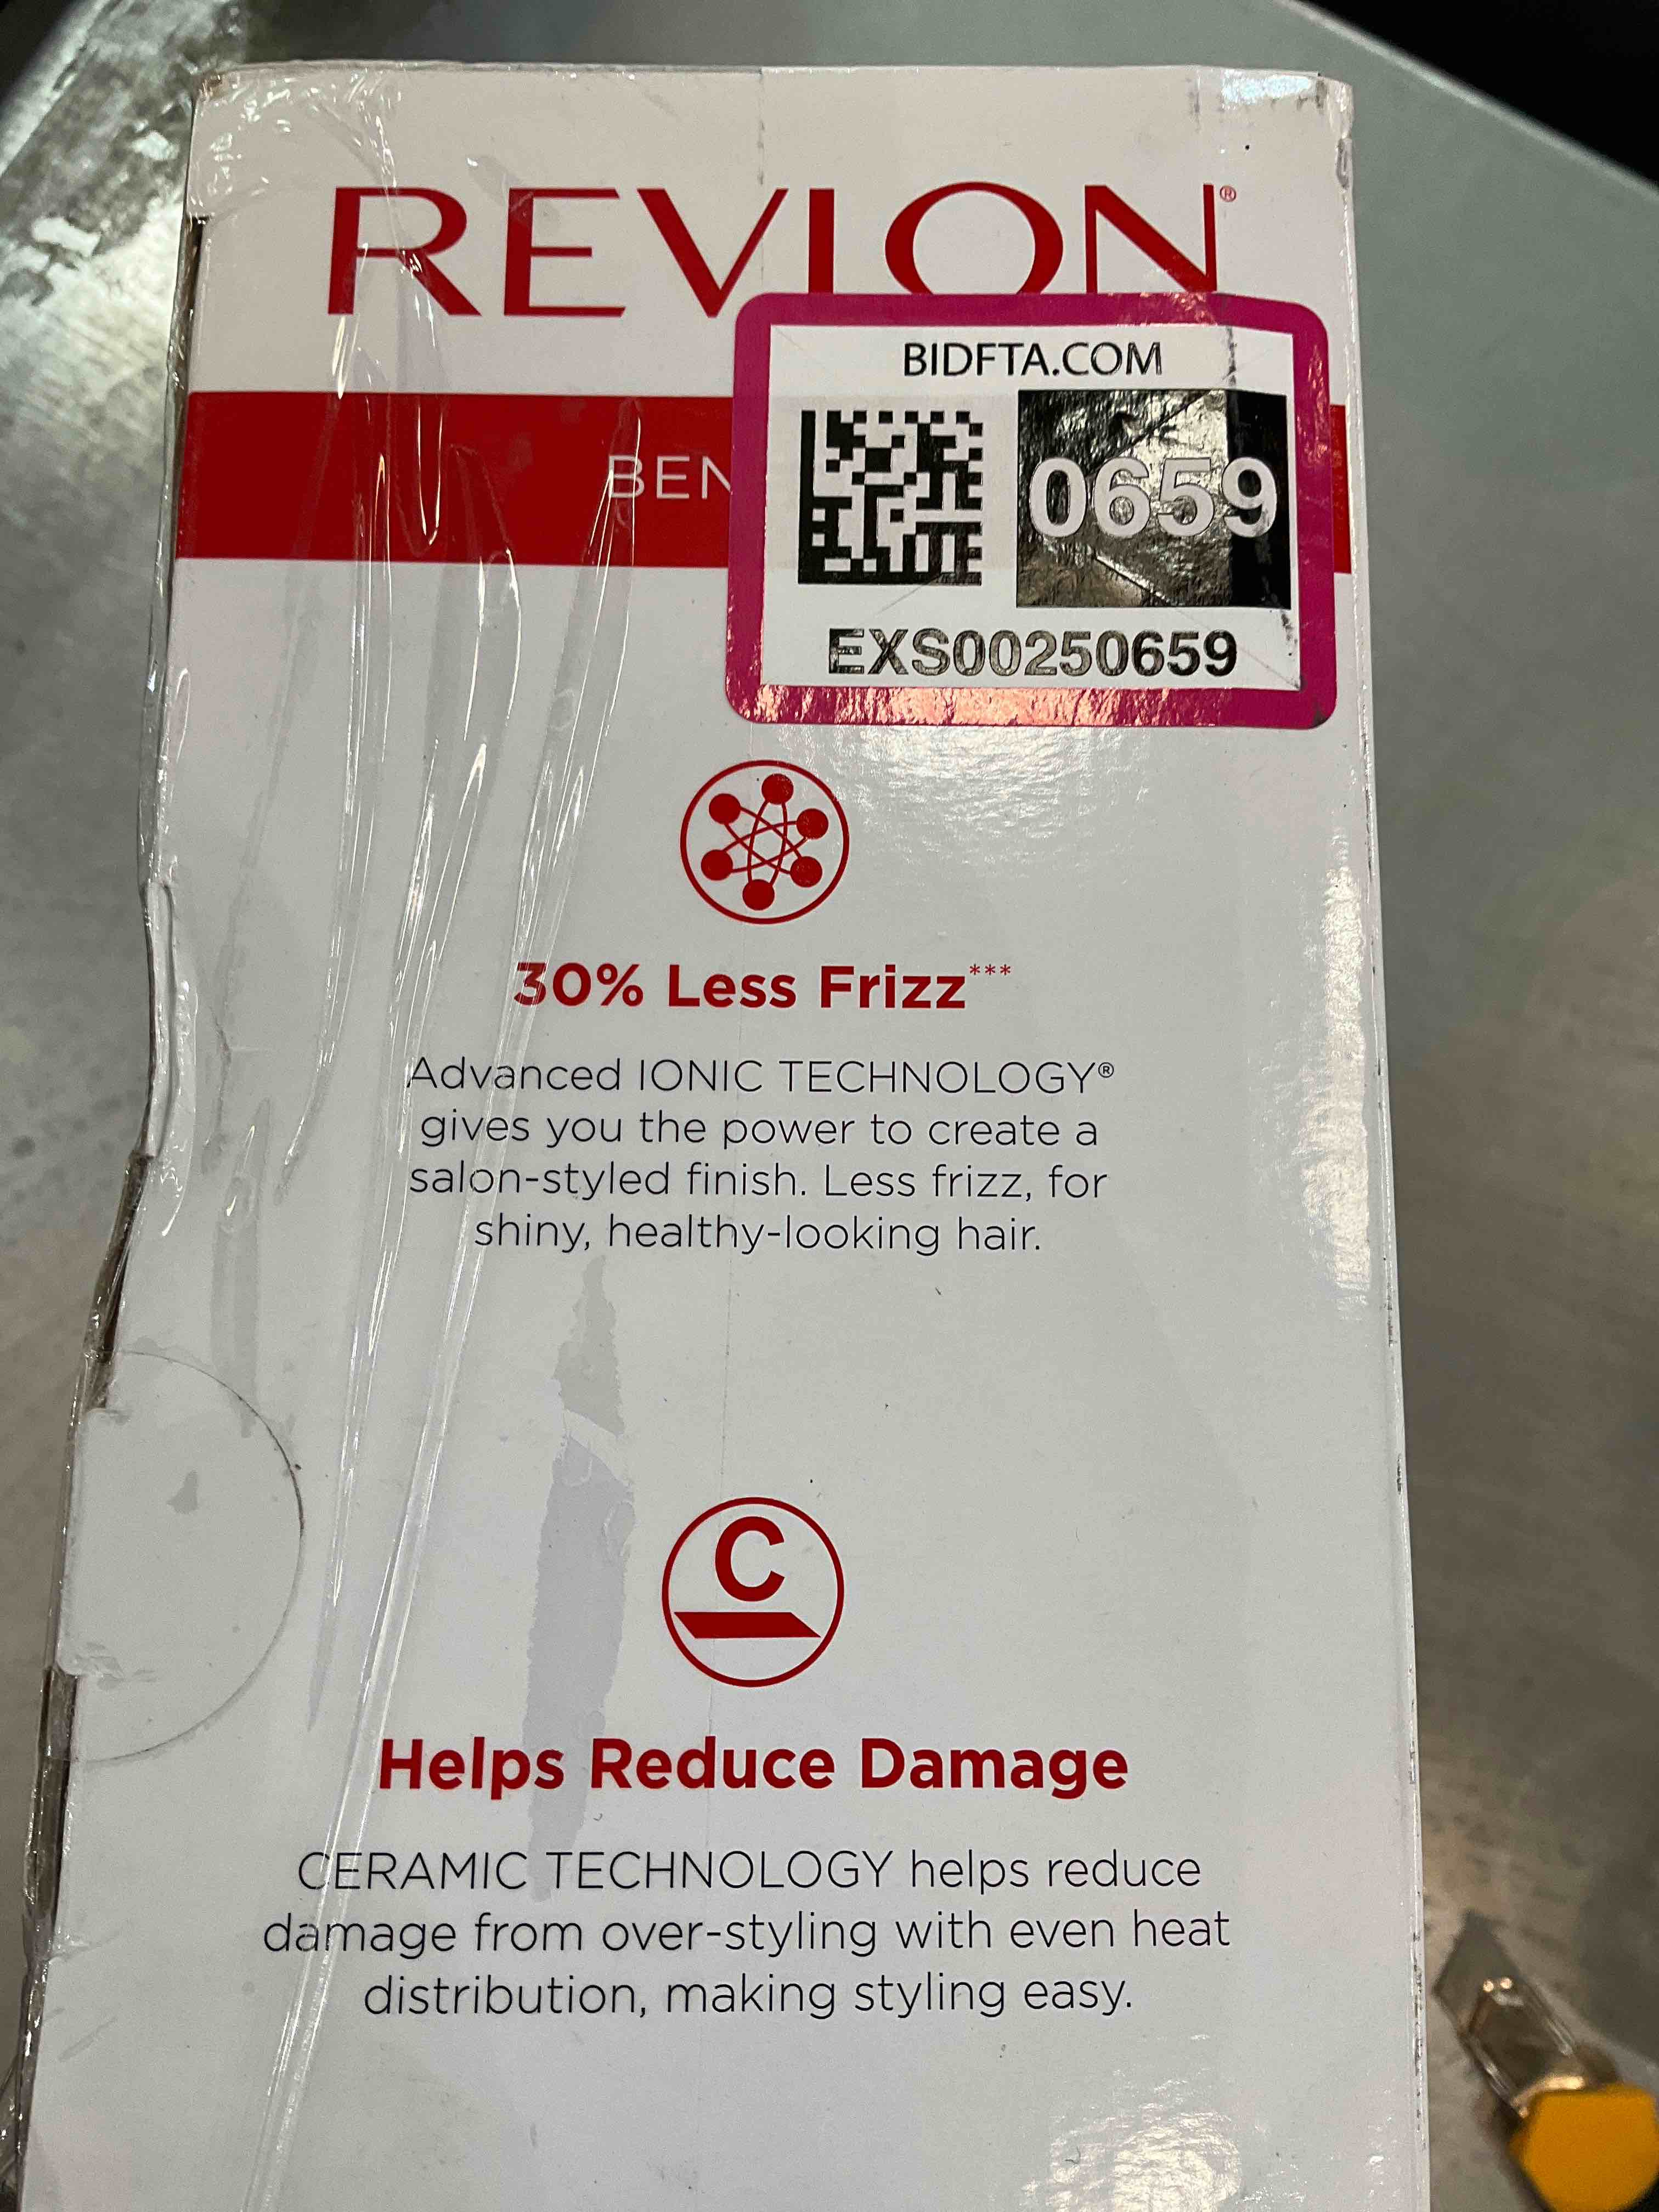 REVLON®
BIDFTA.COM
BEN
0659
EXS00250659
30% Less Frizz***
Advanced IONIC TECHNOLOGY®
gives you the power to create a
salon-styled finish. Less frizz, for
shiny, healthy-looking hair.
C
Helps Reduce Damage
CERAMIC TECHNOLOGY helps reduce
damage from over-styling with even heat
distribution, making styling easy.